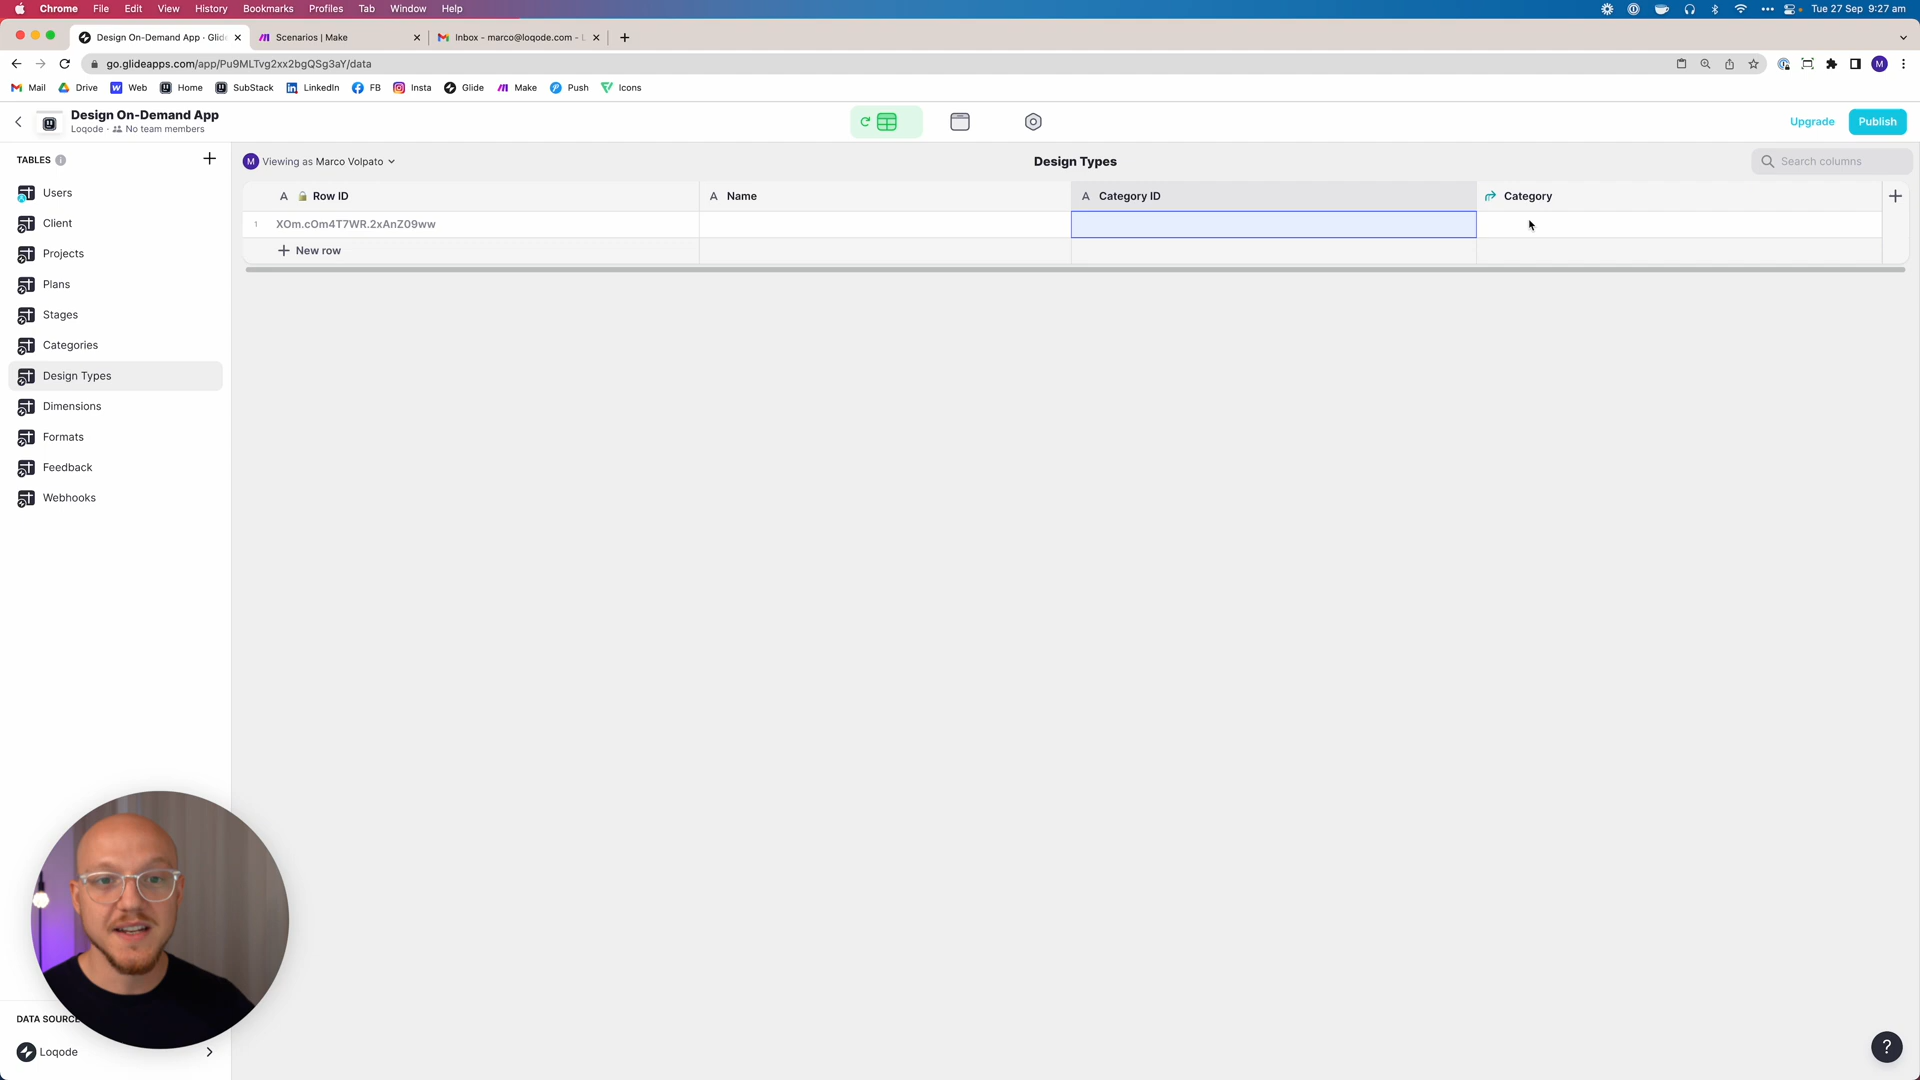 Chrome File Edit View History Bookmarks Profiles Tab Window Help
Tue 27 Sep 9:27 am
Design On-Demand App · Glid
Scenarios | Make
Inbox - marco@loqode.com - L
go.glideapps.com/app/Pu9MLTvg2xx2bgQSg3aY/data
M
Mail Drive Web Home SubStack LinkedIn FB Insta Glide Make Push Icons
Design On-Demand App
Loqode · No team members
Upgrade
Publish
TABLES
M Viewing as Marco Volpato
Design Types
Search columns
Users
Client
Projects
Plans
Stages
Categories
Design Types
Dimensions
Formats
Feedback
Webhooks
A Row ID
A Name
A Category ID
Category
1 XOm.cOm4T7WR.2xAnZ09ww
New row
DATA SOURCE
Loqode
?